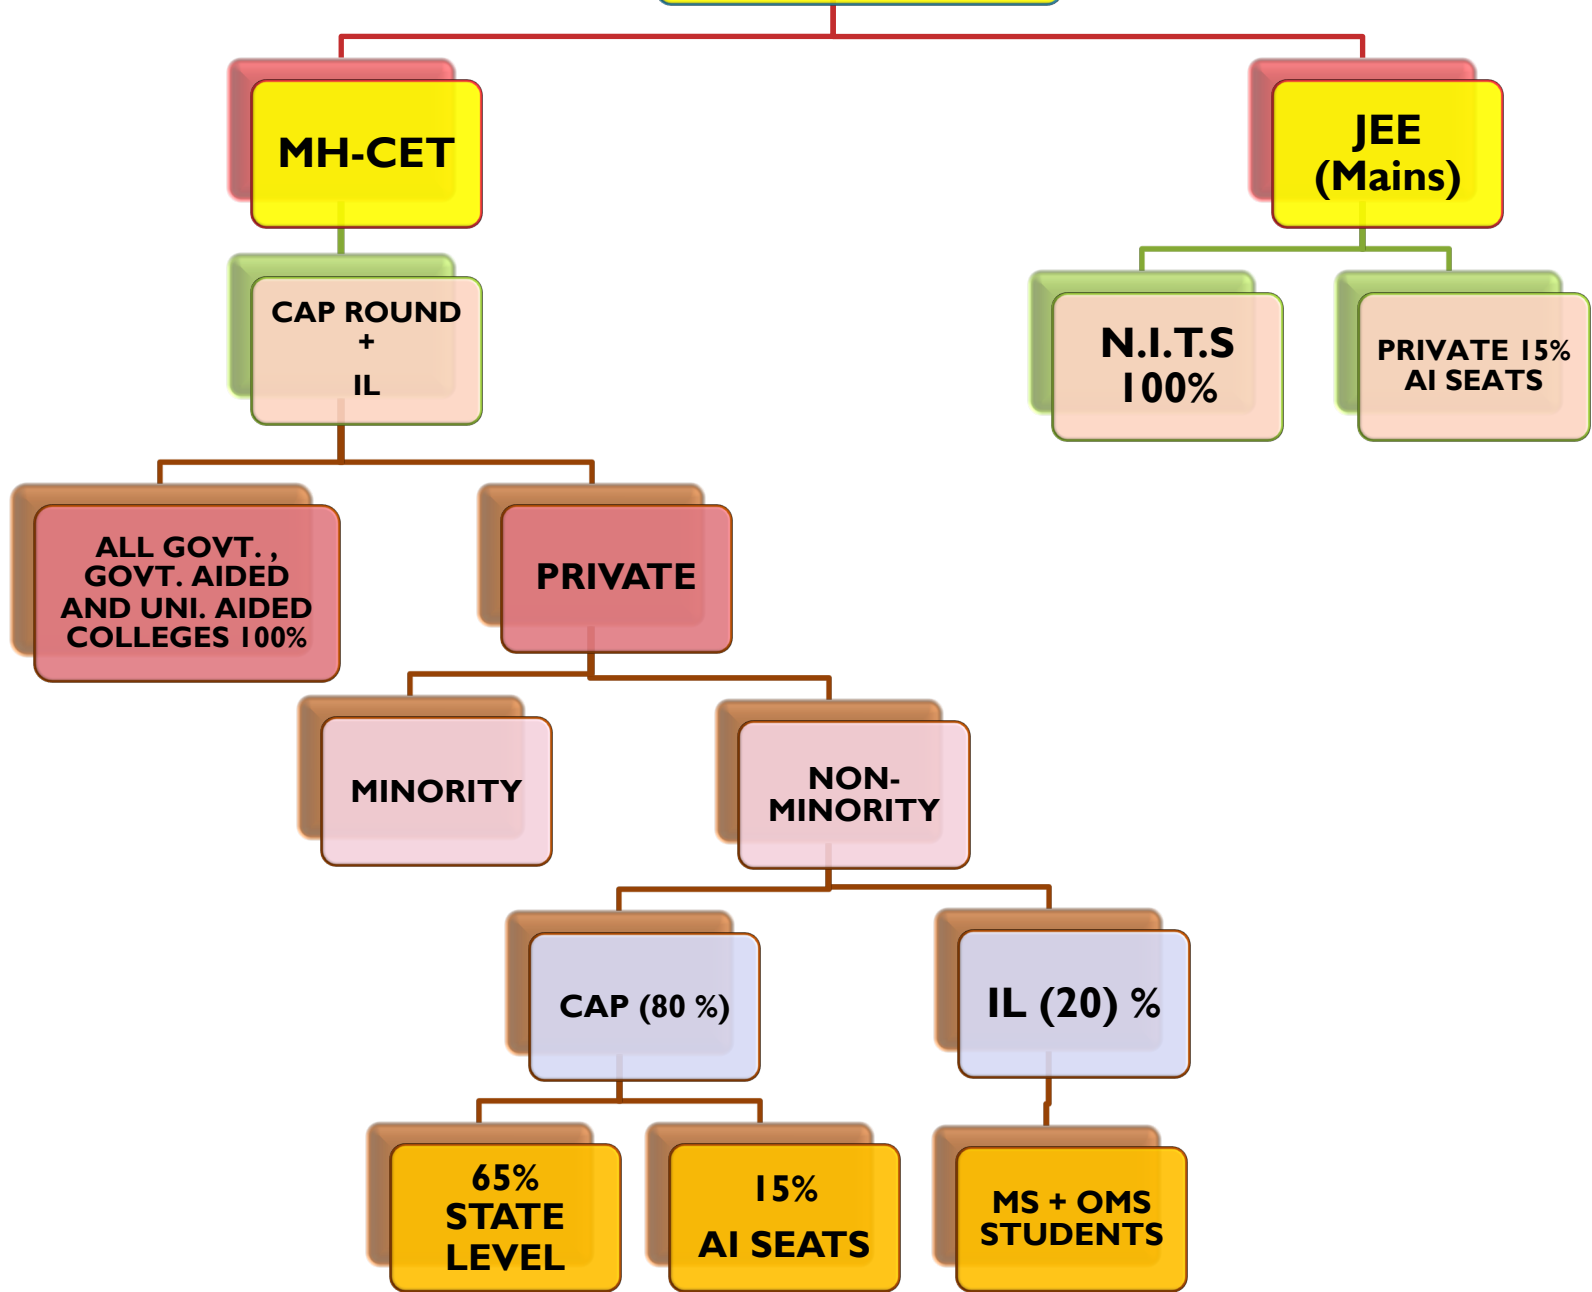 MH-CET
JEE
(Mains)
CAP ROUND
+
IL
N.I.T.S
100%
PRIVATE 15%
AI SEATS
ALL GOVT. ,
GOVT. AIDED
AND UNI. AIDED
COLLEGES 100%
PRIVATE
MINORITY
NON-
MINORITY
CAP (80 %)
IL (20) %
65%
STATE
LEVEL
15%
AI SEATS
MS + OMS
STUDENTS